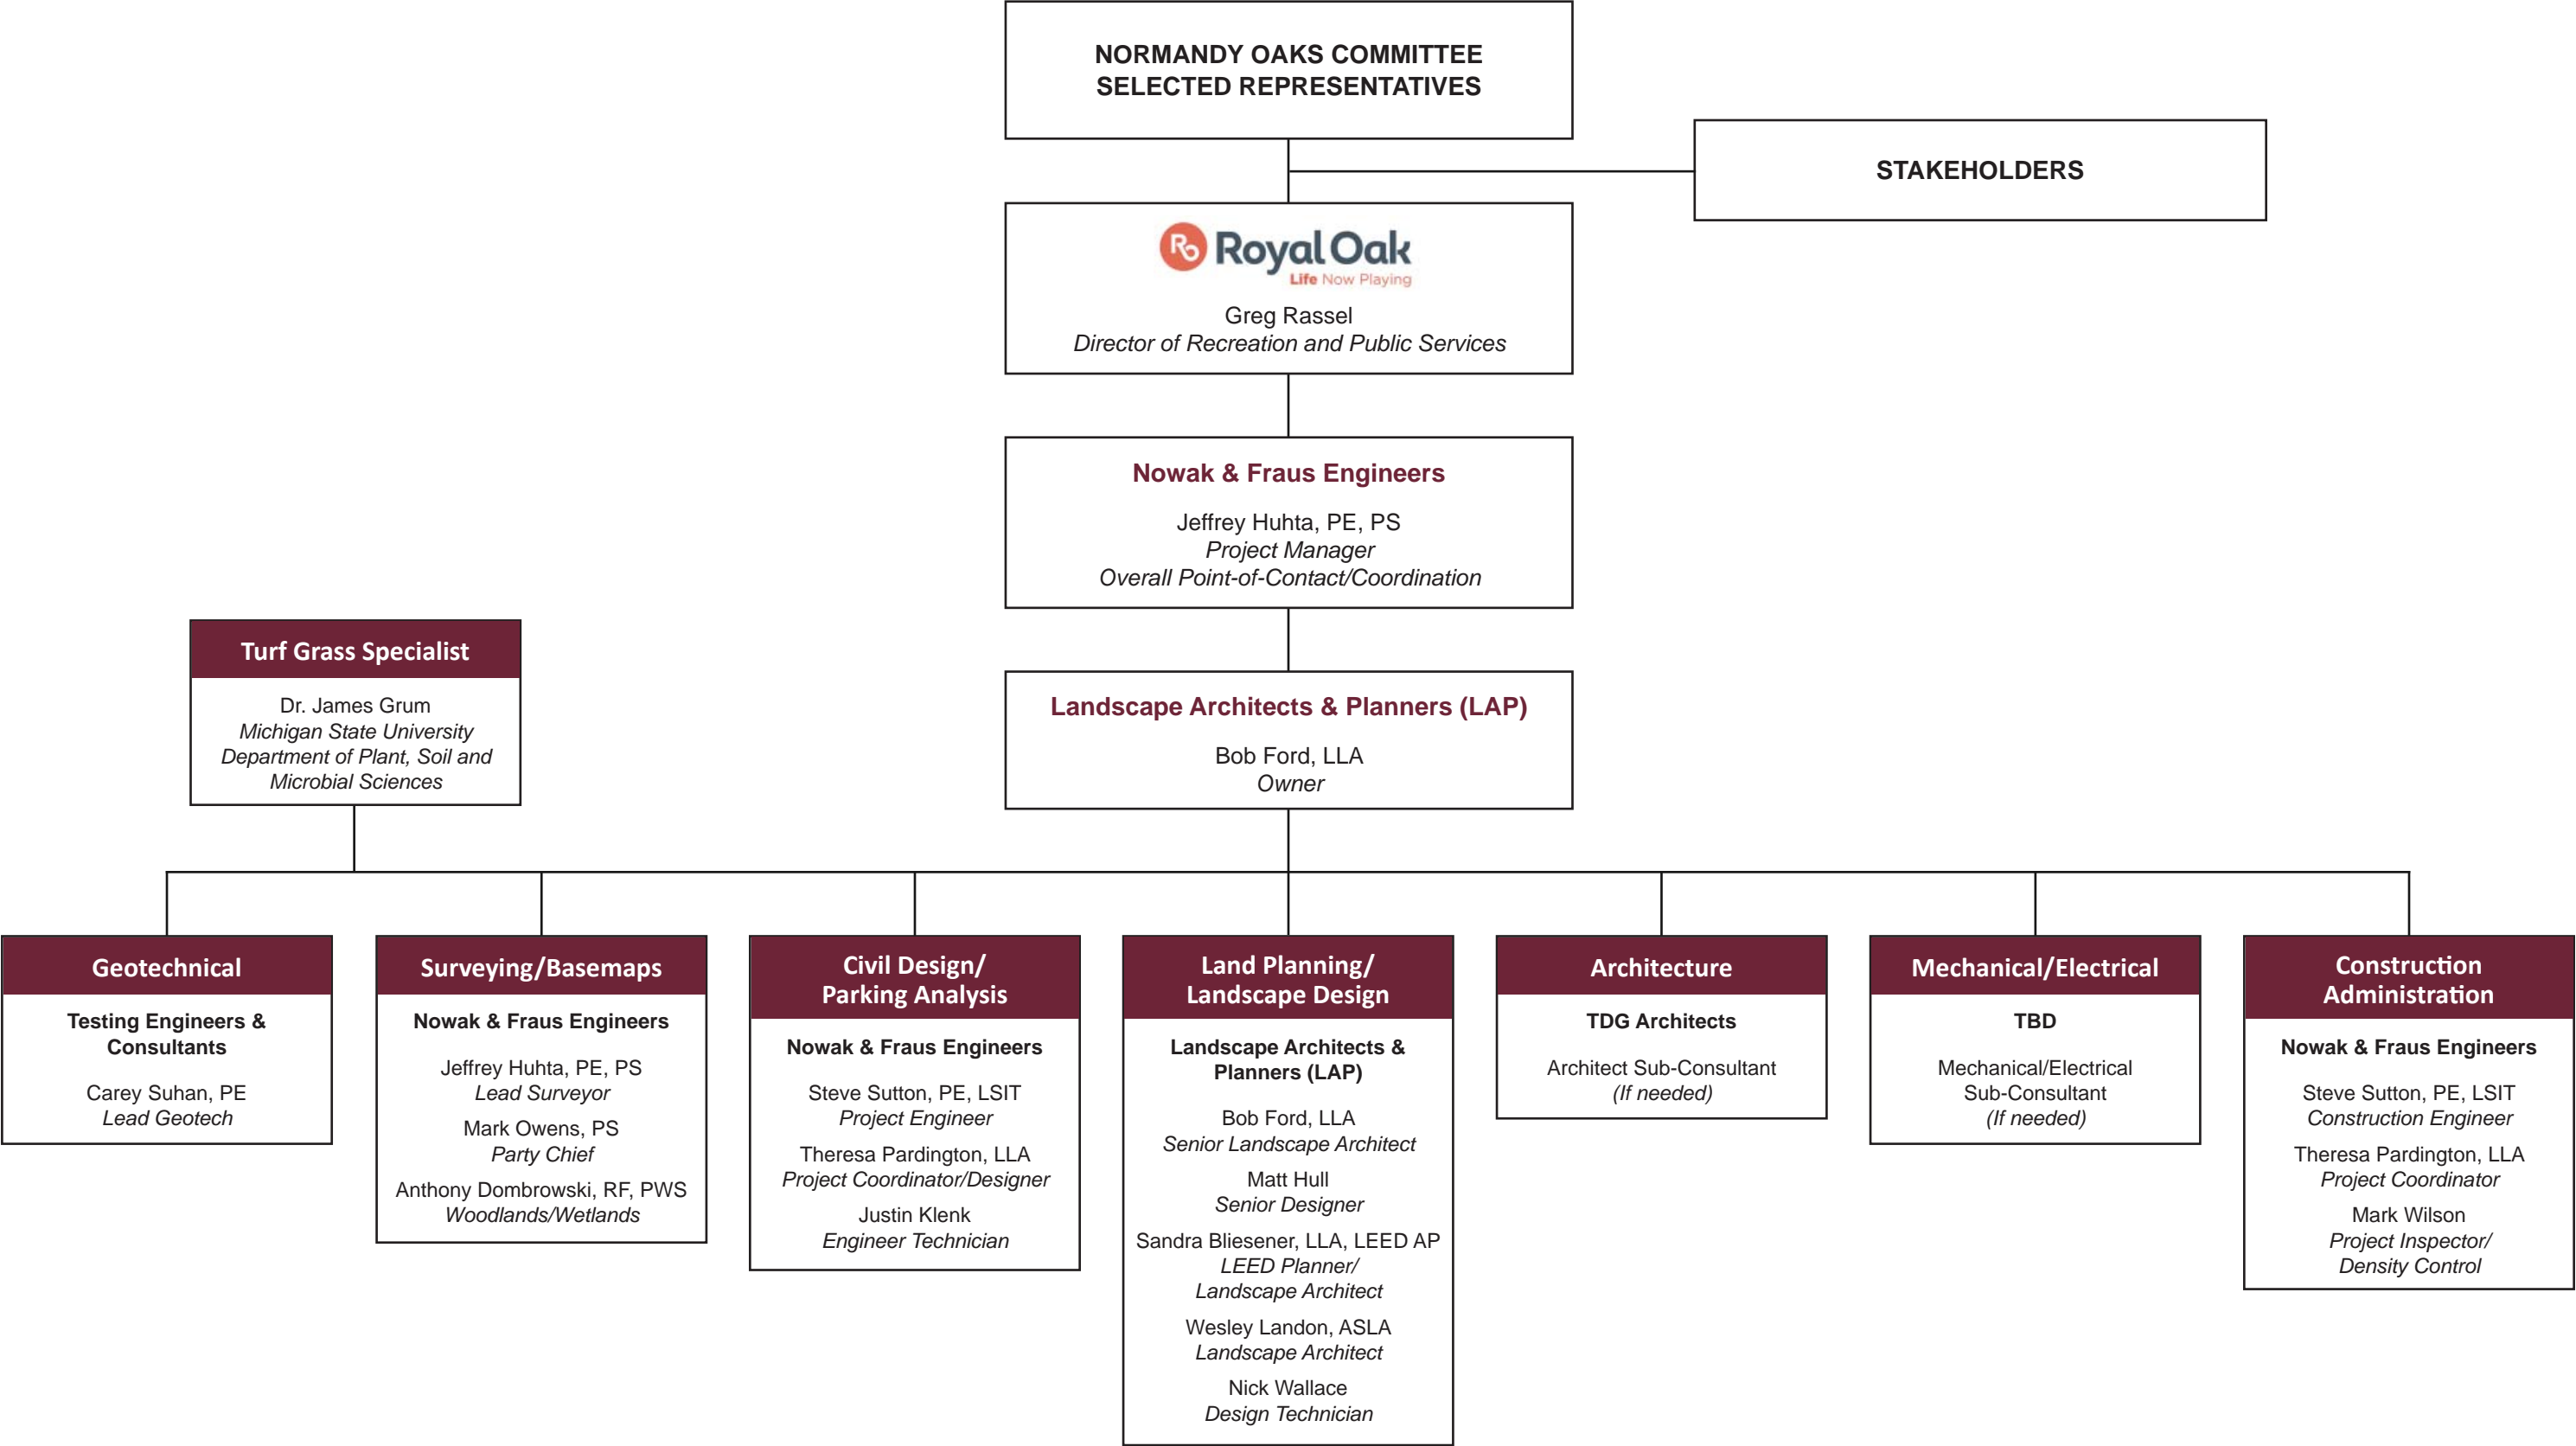 NORMANDY OAKS COMMITTEE
SELECTED REPRESENTATIVES
STAKEHOLDERS
Ro Royal Oak
Life Now Playing
Greg Rassel
Director of Recreation and Public Services
Nowak & Fraus Engineers
Jeffrey Huhta, PE, PS
Project Manager
Overall Point-of-Contact/Coordination
Turf Grass Specialist
Dr. James Grum
Michigan State University
Department of Plant, Soil and
Microbial Sciences
Landscape Architects & Planners (LAP)
Bob Ford, LLA
Owner
Geotechnical
Testing Engineers &
Consultants
Carey Suhan, PE
Lead Geotech
Surveying/Basemaps
Nowak & Fraus Engineers
Jeffrey Huhta, PE, PS
Lead Surveyor
Mark Owens, PS
Party Chief
Anthony Dombrowski, RF, PWS
Woodlands/Wetlands
Civil Design/
Parking Analysis
Nowak & Fraus Engineers
Steve Sutton, PE, LSIT
Project Engineer
Theresa Pardington, LLA
Project Coordinator/Designer
Justin Klenk
Engineer Technician
Land Planning/
Landscape Design
Landscape Architects &
Planners (LAP)
Bob Ford, LLA
Senior Landscape Architect
Matt Hull
Senior Designer
Sandra Bliesener, LLA, LEED AP
LEED Planner/
Landscape Architect
Wesley Landon, ASLA
Landscape Architect
Nick Wallace
Design Technician
Architecture
TDG Architects
Architect Sub-Consultant
(If needed)
Mechanical/Electrical
TBD
Mechanical/Electrical
Sub-Consultant
(If needed)
Construction
Administration
Nowak & Fraus Engineers
Steve Sutton, PE, LSIT
Construction Engineer
Theresa Pardington, LLA
Project Coordinator
Mark Wilson
Project Inspector/
Density Control